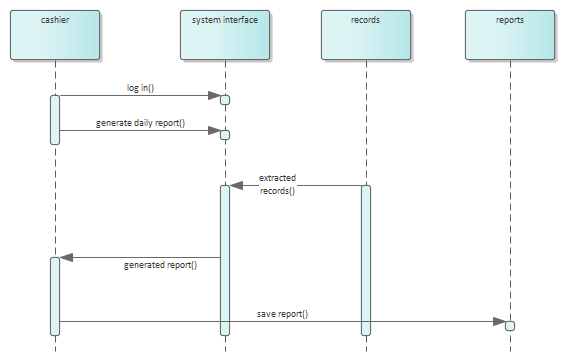 cashier
system interface
records
reports
log in()
generate daily report()
extracted
records()
generated report()
save report()